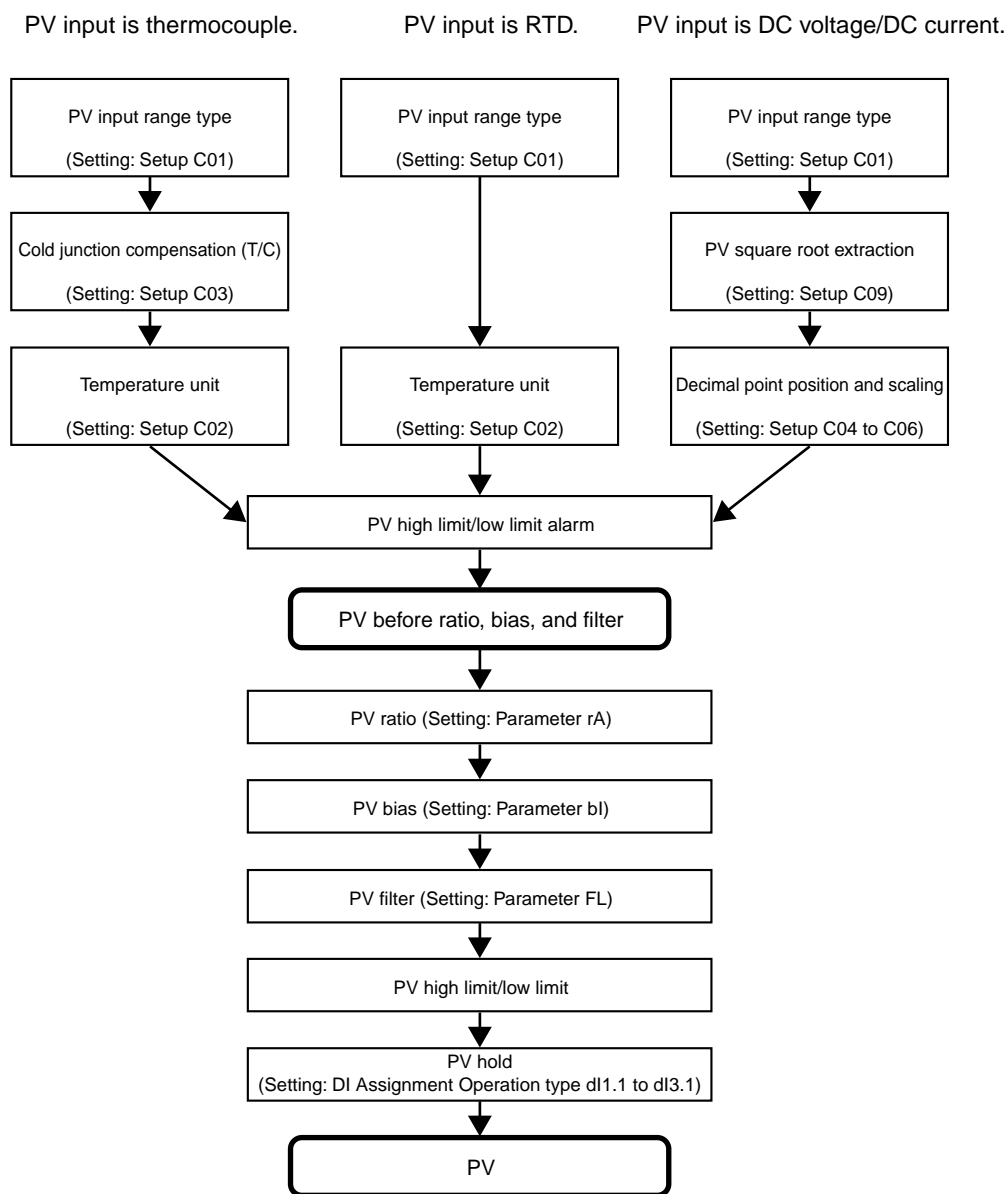 PV input is thermocouple.
PV input is RTD.
PV input is DC voltage/DC current.
PV input range type
(Setting: Setup C01)
PV input range type
(Setting: Setup C01)
PV input range type
(Setting: Setup C01)
Cold junction compensation (T/C)
(Setting: Setup C03)
PV square root extraction
(Setting: Setup C09)
Temperature unit
(Setting: Setup C02)
Temperature unit
(Setting: Setup C02)
Decimal point position and scaling
(Setting: Setup C04 to C06)
PV high limit/low limit alarm
PV before ratio, bias, and filter
PV ratio (Setting: Parameter rA)
PV bias (Setting: Parameter bI)
PV filter (Setting: Parameter FL)
PV high limit/low limit
PV hold
(Setting: DI Assignment Operation type dI1.1 to dI3.1)
PV